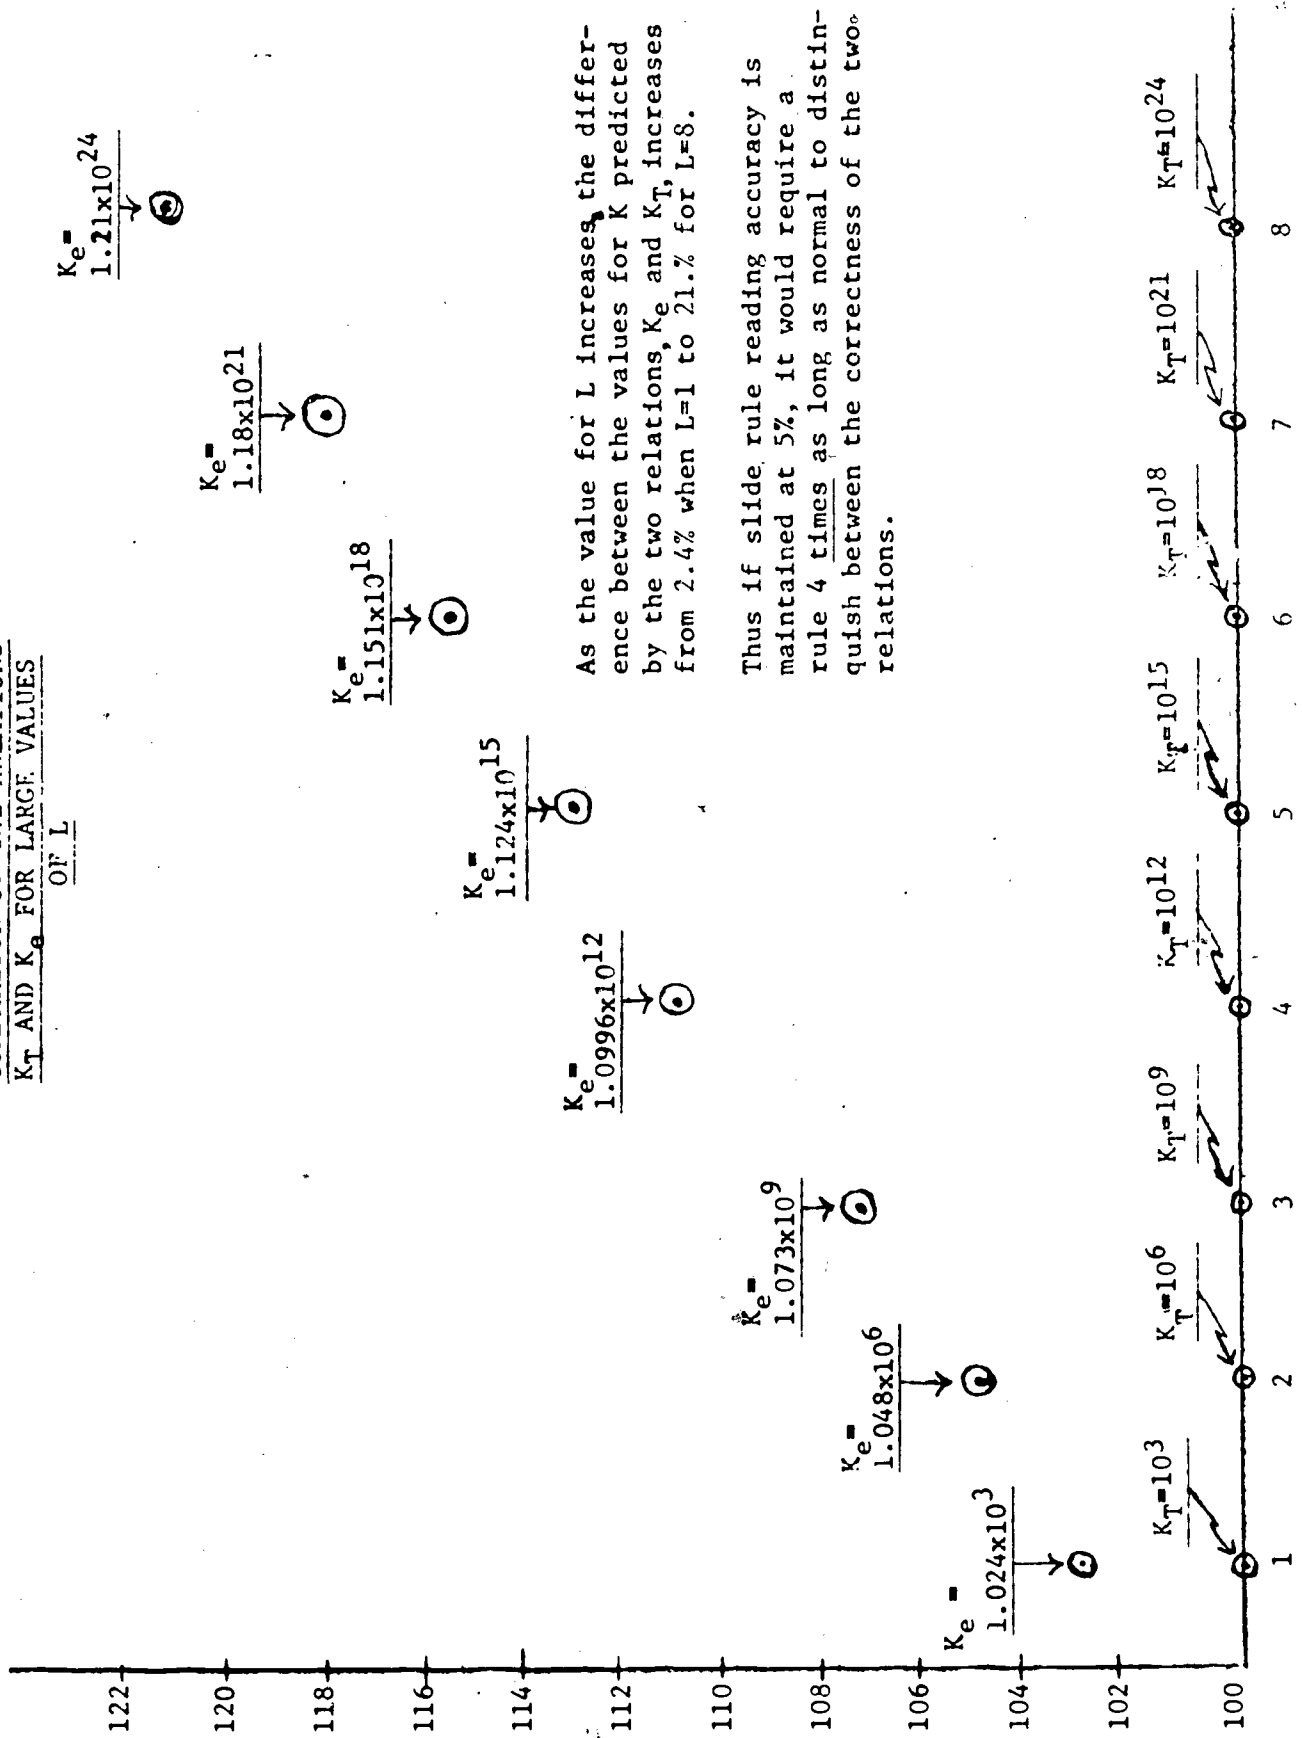 K_T AND K_e FOR LARGE VALUES
OF L
122
120
118
116
114
112
110
108
106
104
102
100
K_e =
1.024x10^3
K_e=
1.048x10^6
K_e=
1.073x10^9
K_e=
1.0996x10^12
K_e=
1.124x10^15
K_e=
1.151x10^18
K_e=
1.18x10^21
K_e=
1.21x10^24
As the value for L increases, the differ-
ence between the values for K predicted
by the two relations, K_e and K_T, increases
from 2.4% when L=1 to 21.% for L=8.
Thus if slide rule reading accuracy is
maintained at 5%, it would require a
rule 4 times as long as normal to distin-
quish between the correctness of the two
relations.
K_T=10^3
K_T=10^6
K_T=10^9
K_T=10^12
K_T=10^15
K_T=10^18
K_T=10^21
K_T=10^24
1 2 3 4 5 6 7 8